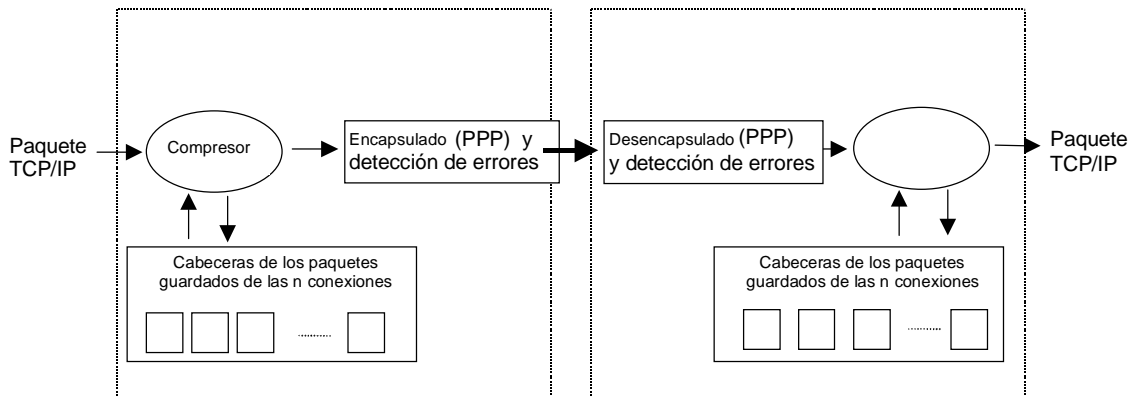 Paquete
TCP/IP
Compresor
Encapsulado (PPP) y
detección de errores
Desencapsulado (PPP)
y detección de errores
Paquete
TCP/IP
Cabeceras de los paquetes
guardados de las n conexiones
Cabeceras de los paquetes
guardados de las n conexiones